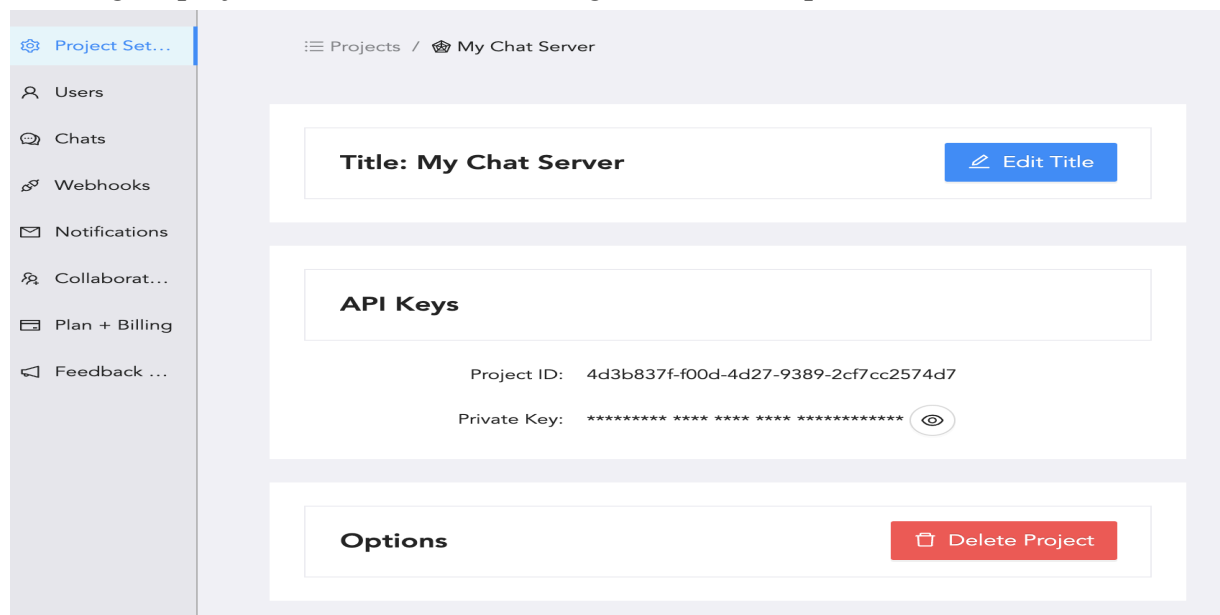 Project Set...
Users
Chats
Webhooks
Notifications
Collaborat...
Plan + Billing
Feedback ...
Projects / My Chat Server
Title: My Chat Server
Edit Title
API Keys
Project ID: 4d3b837f-f00d-4d27-9389-2cf7cc2574d7
Private Key: ********* **** **** **** ************
Options
Delete Project